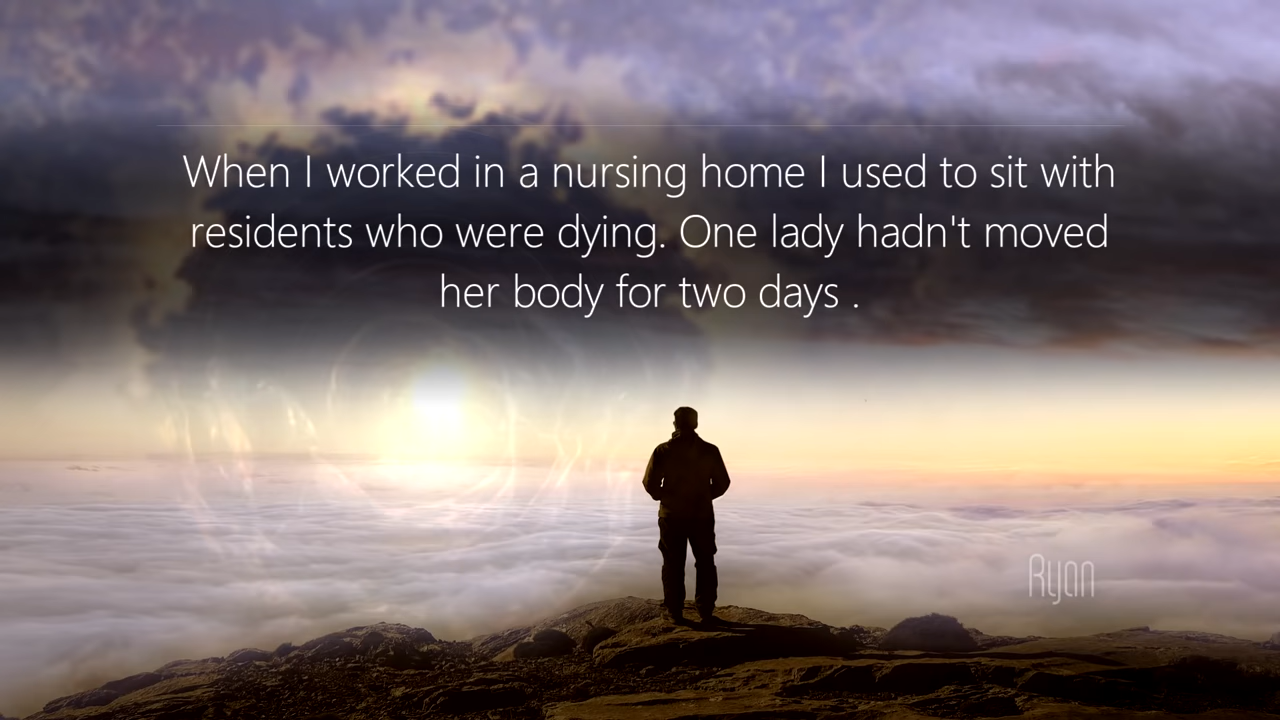 When I worked in a nursing home I used to sit with
residents who were dying. One lady hadn't moved
her body for two days .
Ryan